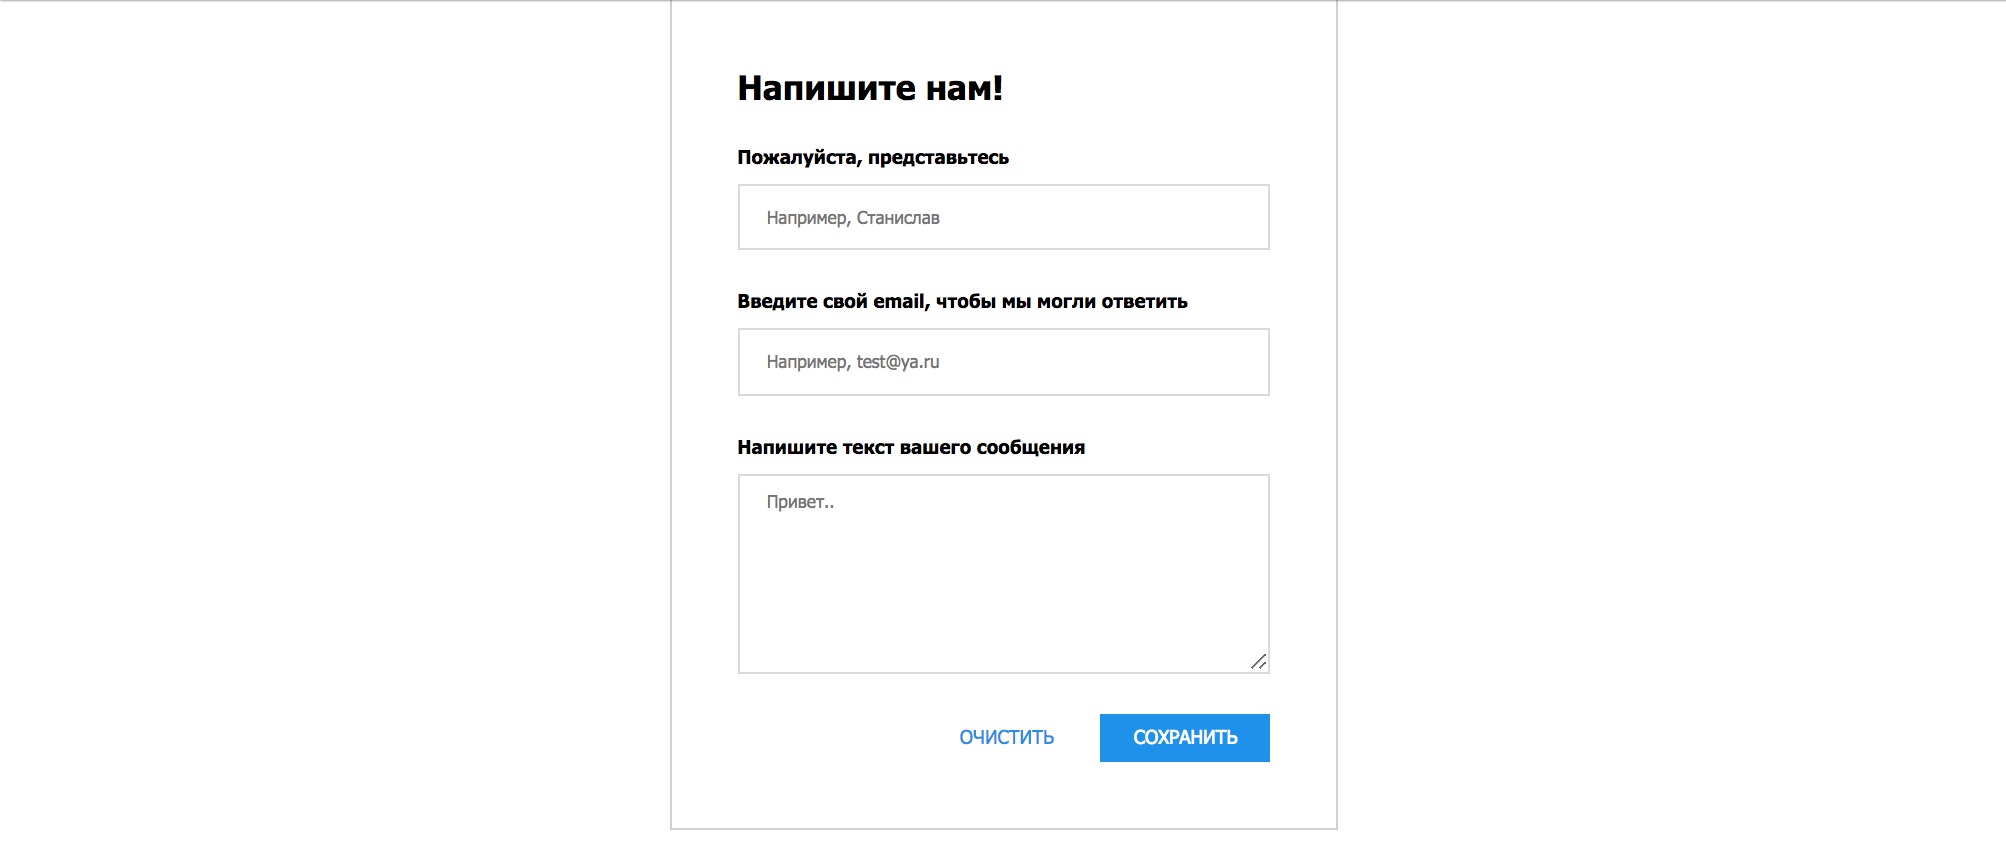 Напишите нам!
Пожалуйста, представьтесь
Например, Станислав
Введите свой email, чтобы мы могли ответить
Например, test@ya.ru
Напишите текст вашего сообщения
Привет..
ОЧИСТИТЬ СОХРАНИТЬ